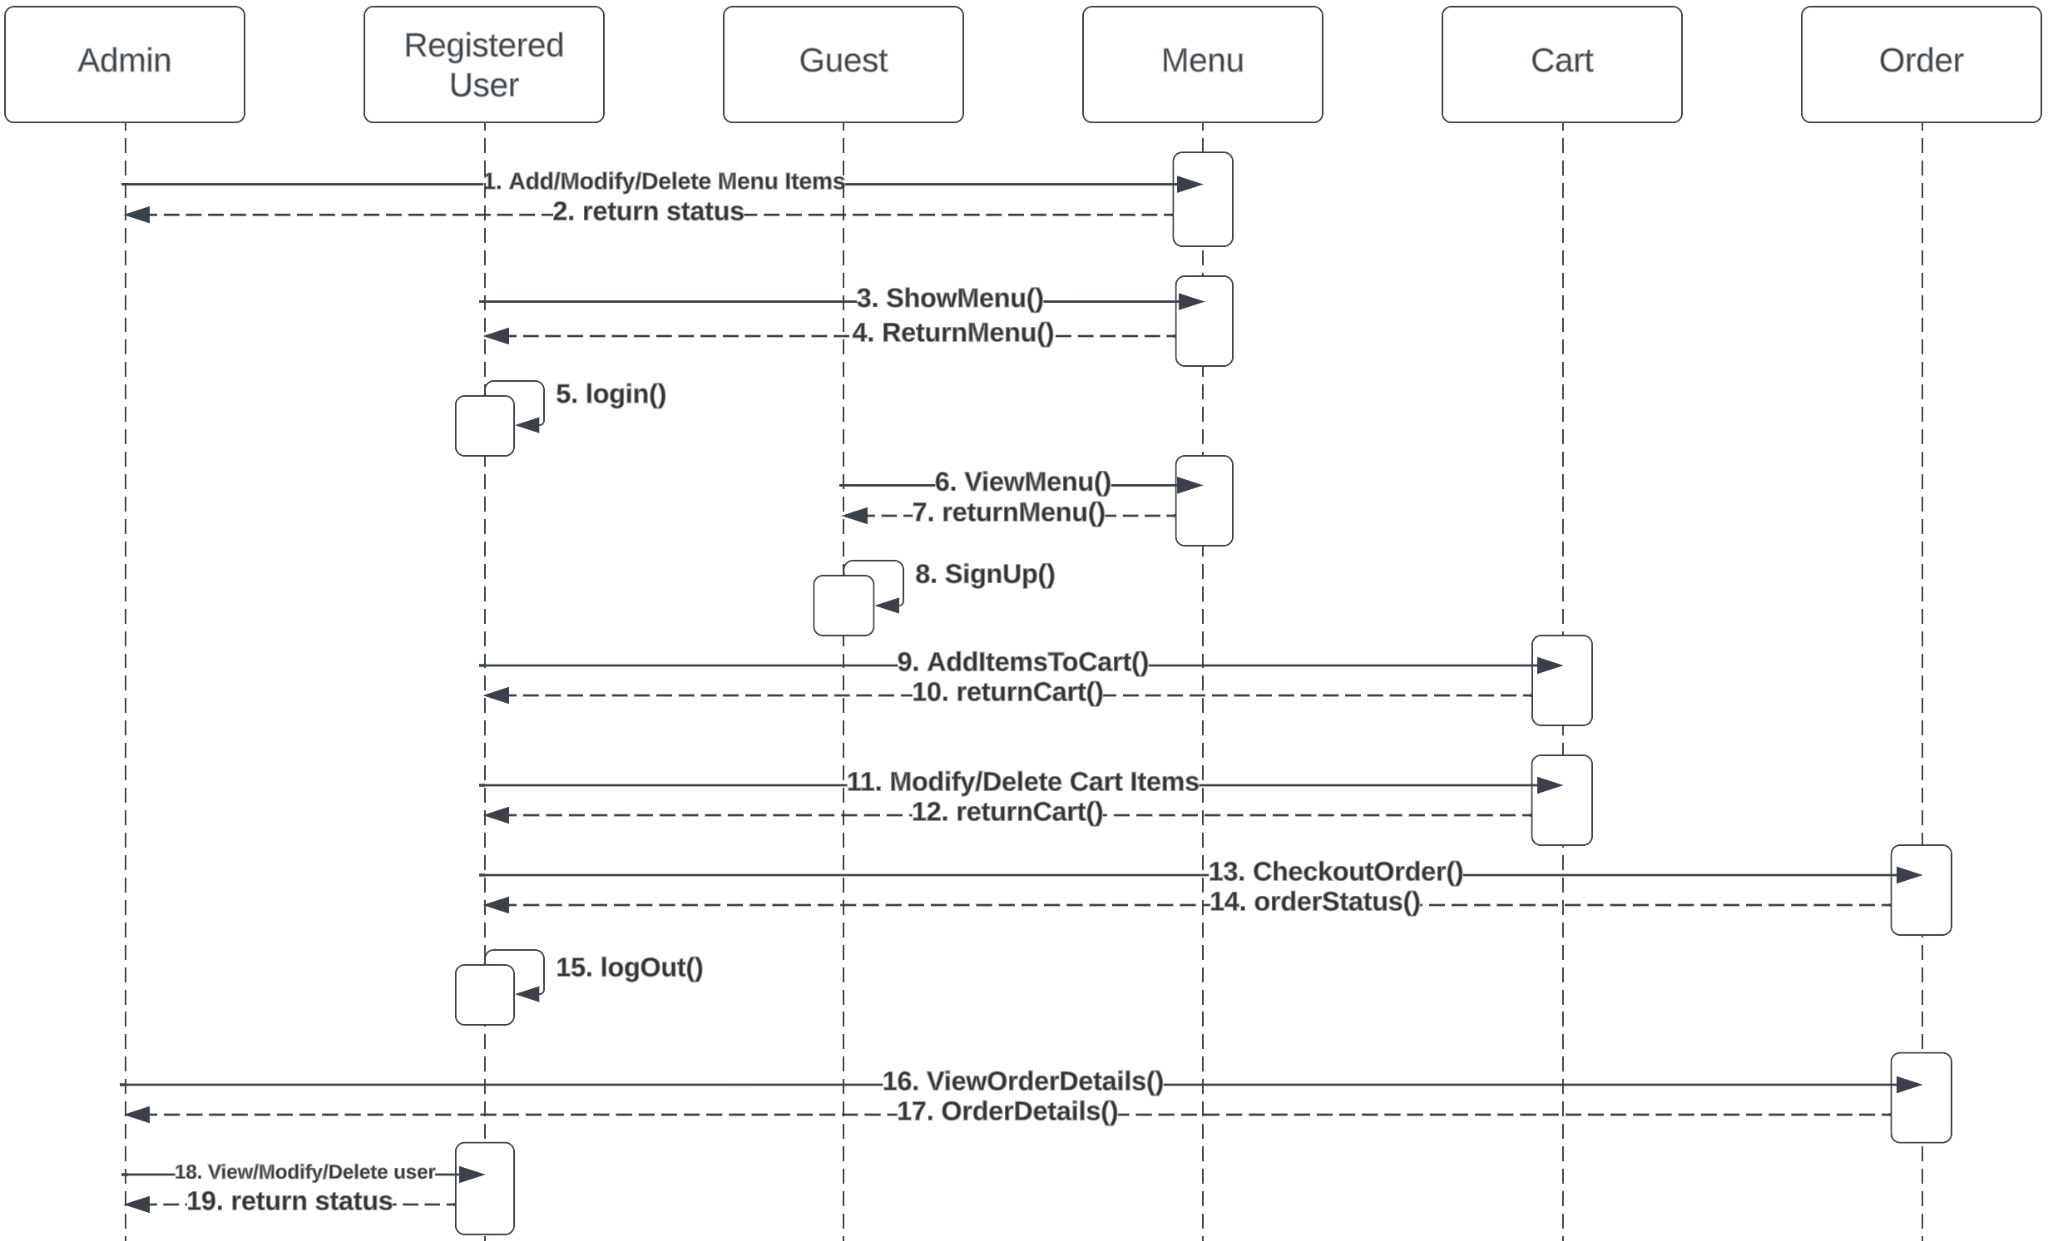 Admin
Registered
User
Guest
Menu
Cart
Order
1. Add/Modify/Delete Menu Items
2. return status
3. ShowMenu()
4. ReturnMenu()
5. login()
6. ViewMenu()
7. returnMenu()
8. SignUp()
9. AddItemsToCart()
10. returnCart()
11. Modify/Delete Cart Items
12. returnCart()
13. CheckoutOrder()
14. orderStatus()
15. logOut()
16. ViewOrderDetails()
17. OrderDetails()
18. View/Modify/Delete user
19. return status